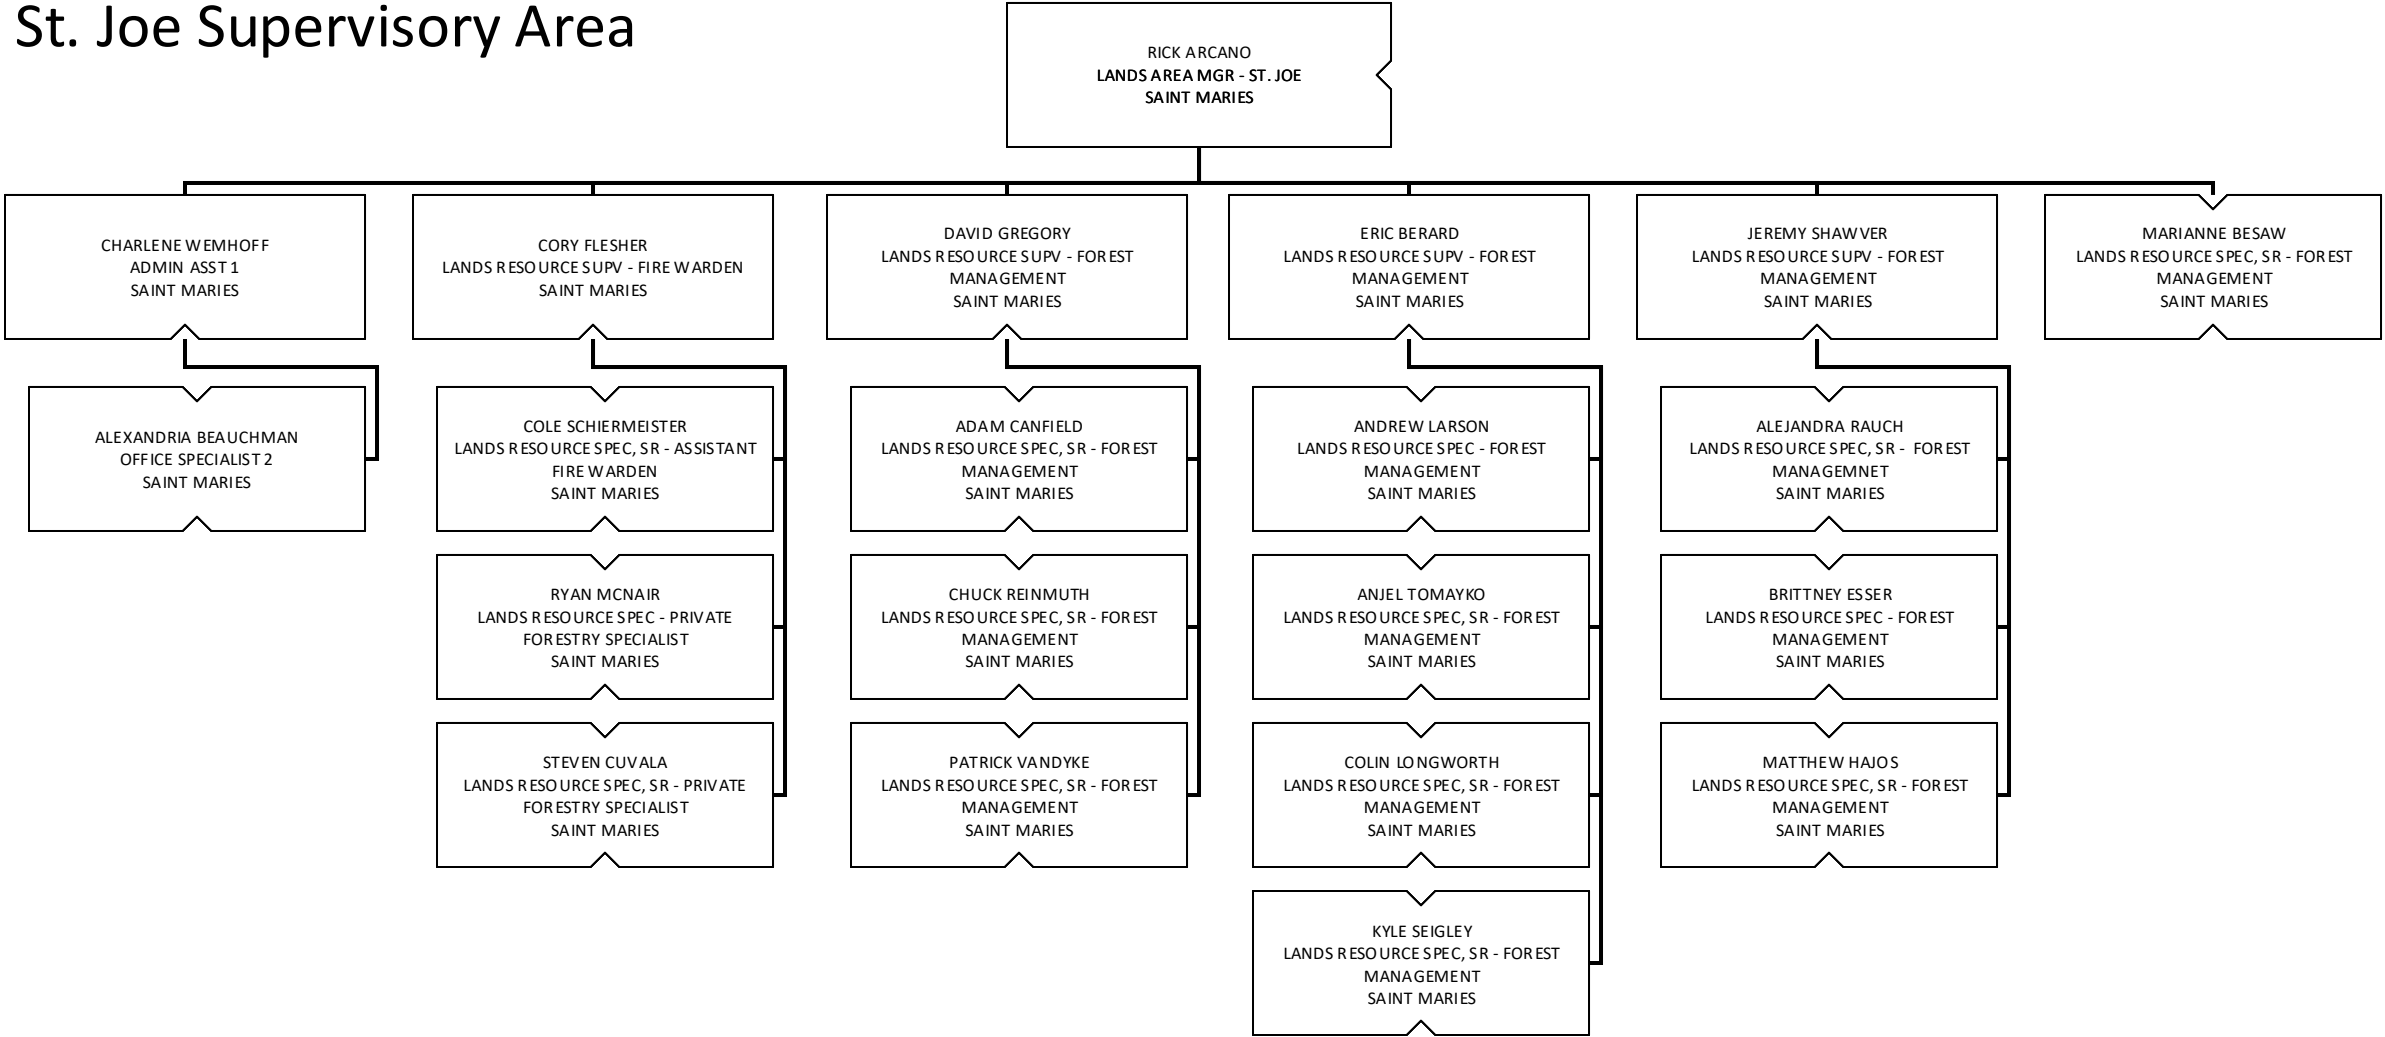 St. Joe Supervisory Area
RICK ARCANO
LANDS AREA MGR - ST. JOE
SAINT MARIES
CHARLENE WEMHOFF
ADMIN ASST 1
SAINT MARIES
CORY FLESHER
LANDS RESOURCE SUPV - FIRE WARDEN
SAINT MARIES
DAVID GREGORY
LANDS RESOURCE SUPV - FOREST
MANAGEMENT
SAINT MARIES
ERIC BERARD
LANDS RESOURCE SUPV - FOREST
MANAGEMENT
SAINT MARIES
JEREMY SHAWVER
LANDS RESOURCE SUPV - FOREST
MANAGEMENT
SAINT MARIES
MARIANNE BESAW
LANDS RESOURCE SPEC, SR - FOREST
MANAGEMENT
SAINT MARIES
ALEXANDRIA BEAUCHMAN
OFFICE SPECIALIST 2
SAINT MARIES
COLE SCHIERMEISTER
LANDS RESOURCE SPEC, SR - ASSISTANT
FIRE WARDEN
SAINT MARIES
ADAM CANFIELD
LANDS RESOURCE SPEC, SR - FOREST
MANAGEMENT
SAINT MARIES
ANDREW LARSON
LANDS RESOURCE SPEC - FOREST
MANAGEMENT
SAINT MARIES
ALEJANDRA RAUCH
LANDS RESOURCE SPEC, SR - FOREST
MANAGEMNET
SAINT MARIES
RYAN MCNAIR
LANDS RESOURCE SPEC - PRIVATE
FORESTRY SPECIALIST
SAINT MARIES
CHUCK REINMUTH
LANDS RESOURCE SPEC, SR - FOREST
MANAGEMENT
SAINT MARIES
ANJEL TOMAYKO
LANDS RESOURCE SPEC, SR - FOREST
MANAGEMENT
SAINT MARIES
BRITTNEY ESSER
LANDS RESOURCE SPEC - FOREST
MANAGEMENT
SAINT MARIES
STEVEN CUVALA
LANDS RESOURCE SPEC, SR - PRIVATE
FORESTRY SPECIALIST
SAINT MARIES
PATRICK VANDYKE
LANDS RESOURCE SPEC, SR - FOREST
MANAGEMENT
SAINT MARIES
COLIN LONGWORTH
LANDS RESOURCE SPEC, SR - FOREST
MANAGEMENT
SAINT MARIES
MATTHEW HAJOS
LANDS RESOURCE SPEC, SR - FOREST
MANAGEMENT
SAINT MARIES
KYLE SEIGLEY
LANDS RESOURCE SPEC, SR - FOREST
MANAGEMENT
SAINT MARIES